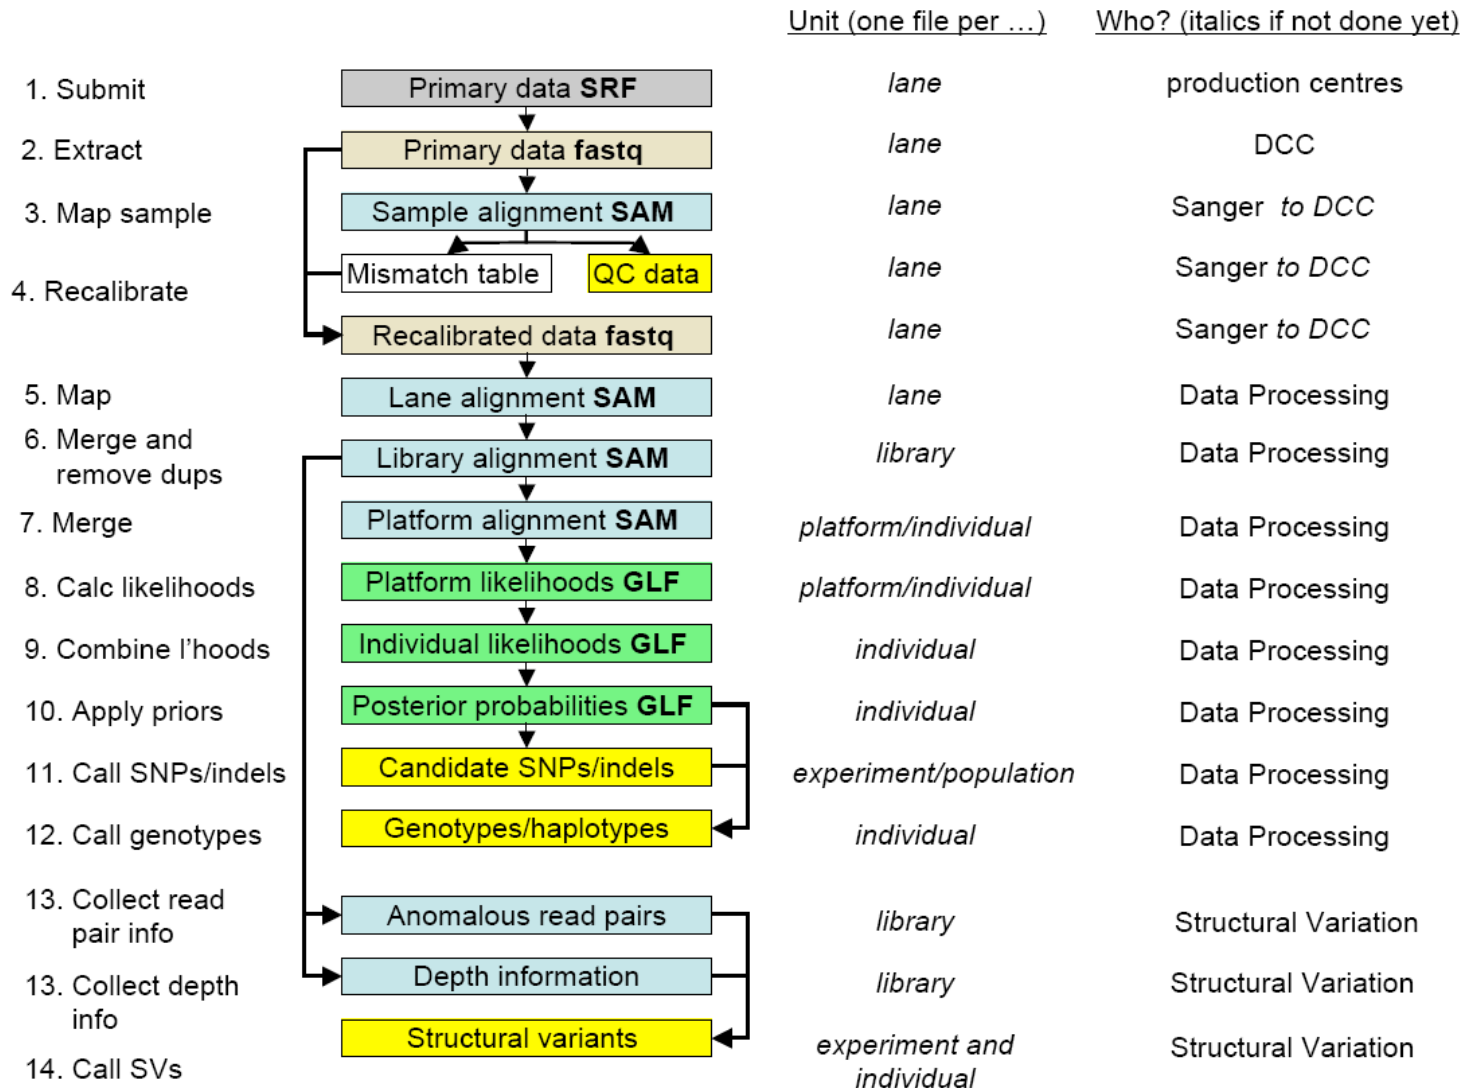 Unit (one file per …) Who? (italics if not done yet)
1. Submit Primary data SRF lane production centres
2. Extract Primary data fastq lane DCC
3. Map sample Sample alignment SAM lane Sanger to DCC
4. Recalibrate Mismatch table QC data lane Sanger to DCC
Recalibrated data fastq lane Sanger to DCC
5. Map Lane alignment SAM lane Data Processing
6. Merge and
remove dups Library alignment SAM library Data Processing
7. Merge Platform alignment SAM platform/individual Data Processing
8. Calc likelihoods Platform likelihoods GLF platform/individual Data Processing
9. Combine l'hoods Individual likelihoods GLF individual Data Processing
10. Apply priors Posterior probabilities GLF individual Data Processing
11. Call SNPs/indels Candidate SNPs/indels experiment/population Data Processing
12. Call genotypes Genotypes/haplotypes individual Data Processing
13. Collect read
pair info Anomalous read pairs library Structural Variation
13. Collect depth
info Depth information library Structural Variation
14. Call SVs Structural variants experiment and
individual Structural Variation